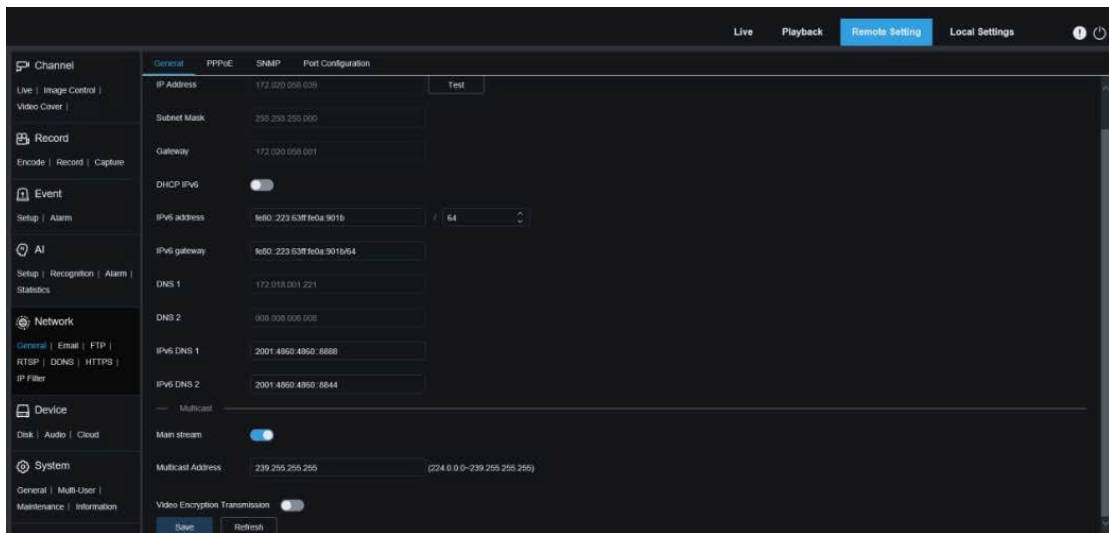 Live Playback Remote Setting Local Settings
Channel
Live | Image Control |
Video Cover |
Record
Encode | Record | Capture
Event
Setup | Alarm
AI
Setup | Recognition | Alarm |
Statistics
Network
General | Email | FTP |
RTSP | DDNS | HTTPS |
IP Filter
Device
Disk | Audio | Cloud
System
General | Multi-User |
Maintenance | Information
General PPPoE SNMP Port Configuration
IP Address 172.020.056.039 Test
Subnet Mask 255.255.255.000
Gateway 172.020.056.001
DHCP IPv6
IPv6 address fe80::223:63ff:fe0a:901b / 64
IPv6 gateway fe80::223:63ff:fe0a:901b/64
DNS 1 172.018.001.221
DNS 2 008.008.008.008
IPv6 DNS 1 2001:4860:4860::8888
IPv6 DNS 2 2001:4860:4860::8844
Multicast
Main stream
Multicast Address 239.255.255.255 (224.0.0.0~239.255.255.255)
Video Encryption Transmission
Save Refresh